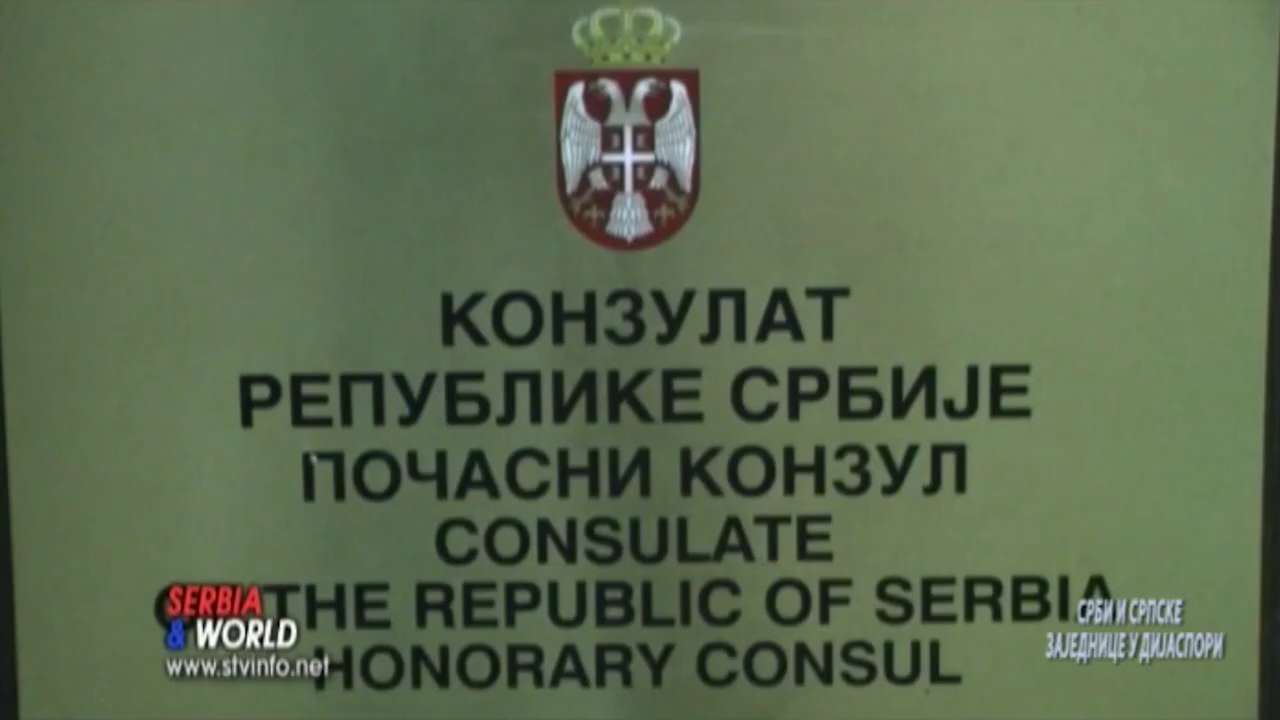 КОНЗУЛАТ
РЕПУБЛИКЕ СРБИЈЕ
ПОЧАСНИ КОНЗУЛ
CONSULATE
THE REPUBLIC OF SERBIA
HONORARY CONSUL
SERBIA
& WORLD
www.stvinfo.net
СРБИ И СРПСКЕ
ЗАЈЕДНИЦЕ У ДИЈАСПОРИ